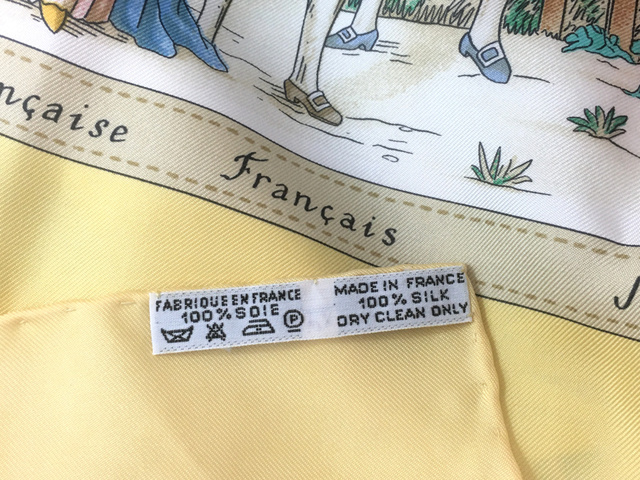 nçaise
Français
J
FABRIQUE EN FRANCE
100% SOIE
P
MADE IN FRANCE
100% SILK
DRY CLEAN ONLY